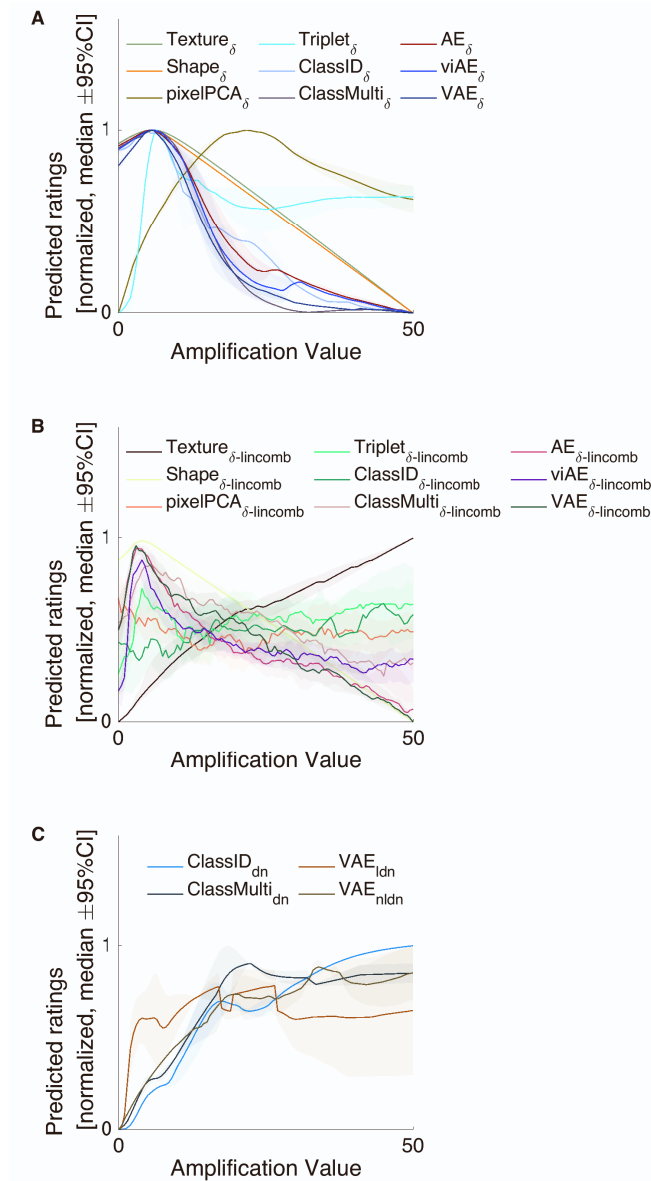 A
Texture_δ Triplet_δ AE_δ
Shape_δ ClassID_δ viAE_δ
pixelPCA_δ ClassMulti_δ VAE_δ
Predicted ratings
[normalized, median ±95%CI]
1
0
0 50
Amplification Value
B
Texture_δ-lincomb Triplet_δ-lincomb AE_δ-lincomb
Shape_δ-lincomb ClassID_δ-lincomb viAE_δ-lincomb
pixelPCA_δ-lincomb ClassMulti_δ-lincomb VAE_δ-lincomb
Predicted ratings
[normalized, median ±95%CI]
1
0
0 50
Amplification Value
C
ClassID_dn VAE_ldn
ClassMulti_dn VAE_nldn
Predicted ratings
[normalized, median ±95%CI]
1
0
0 50
Amplification Value